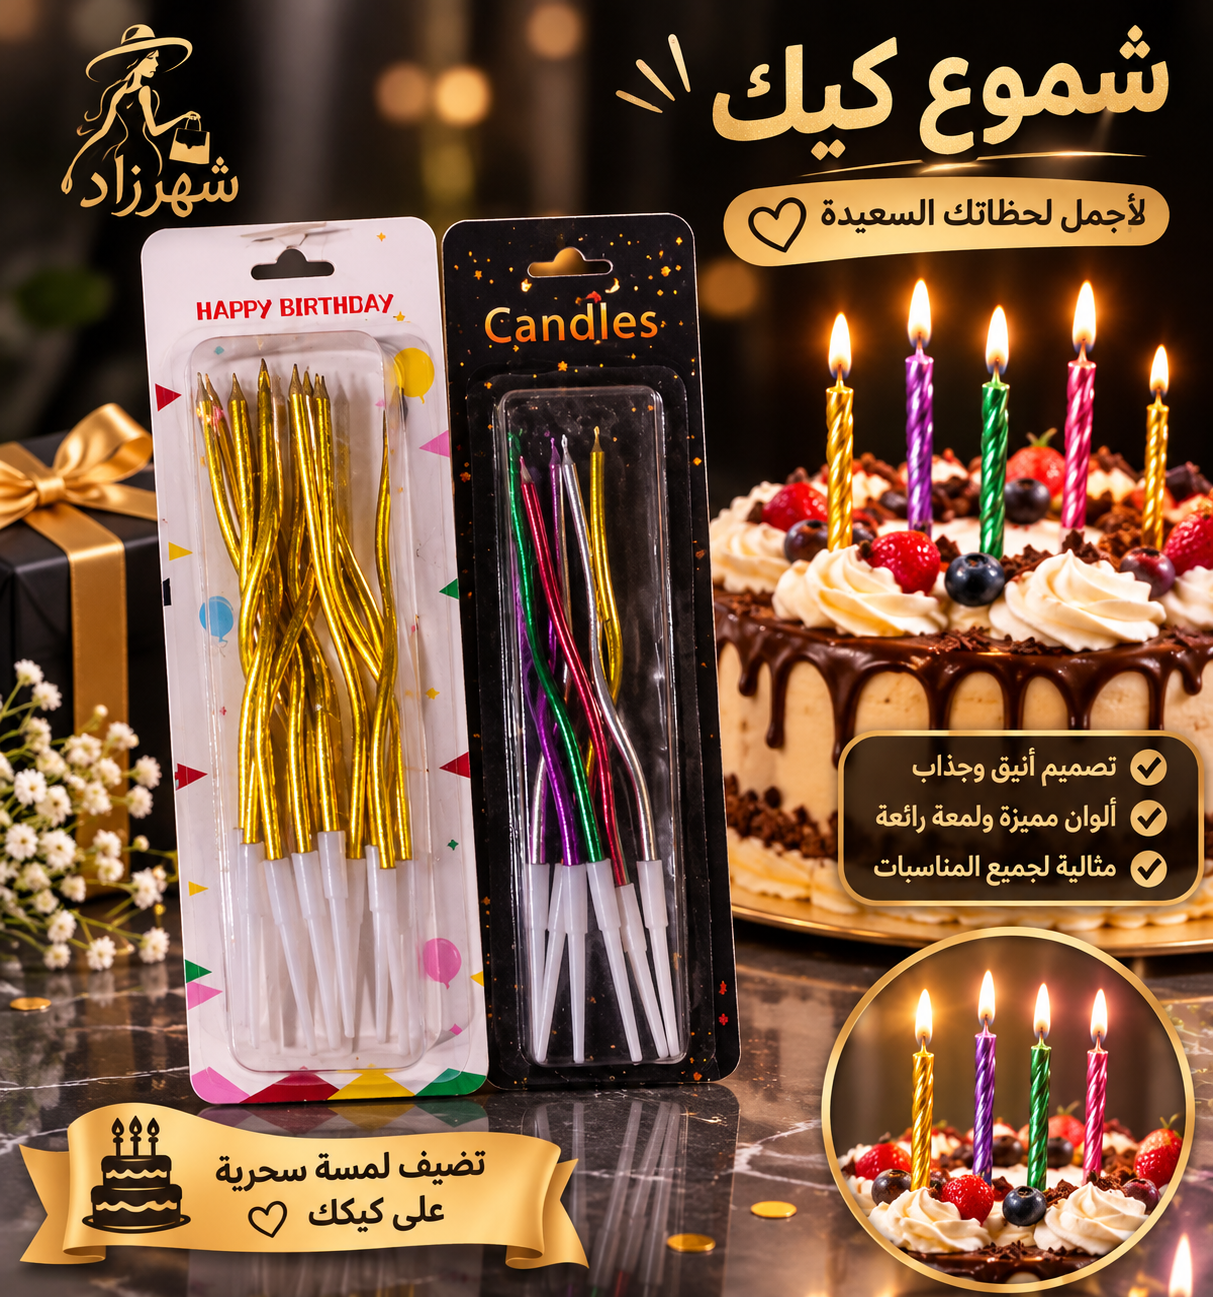 شهرزاد
شموع كيك
لأجمل لحظاتك السعيدة
HAPPY BIRTHDAY
Candles
تصميم أنيق وجذاب
ألوان مميزة ولمعة رائعة
مثالية لجميع المناسبات
تضيف لمسة سحرية
على كيكك